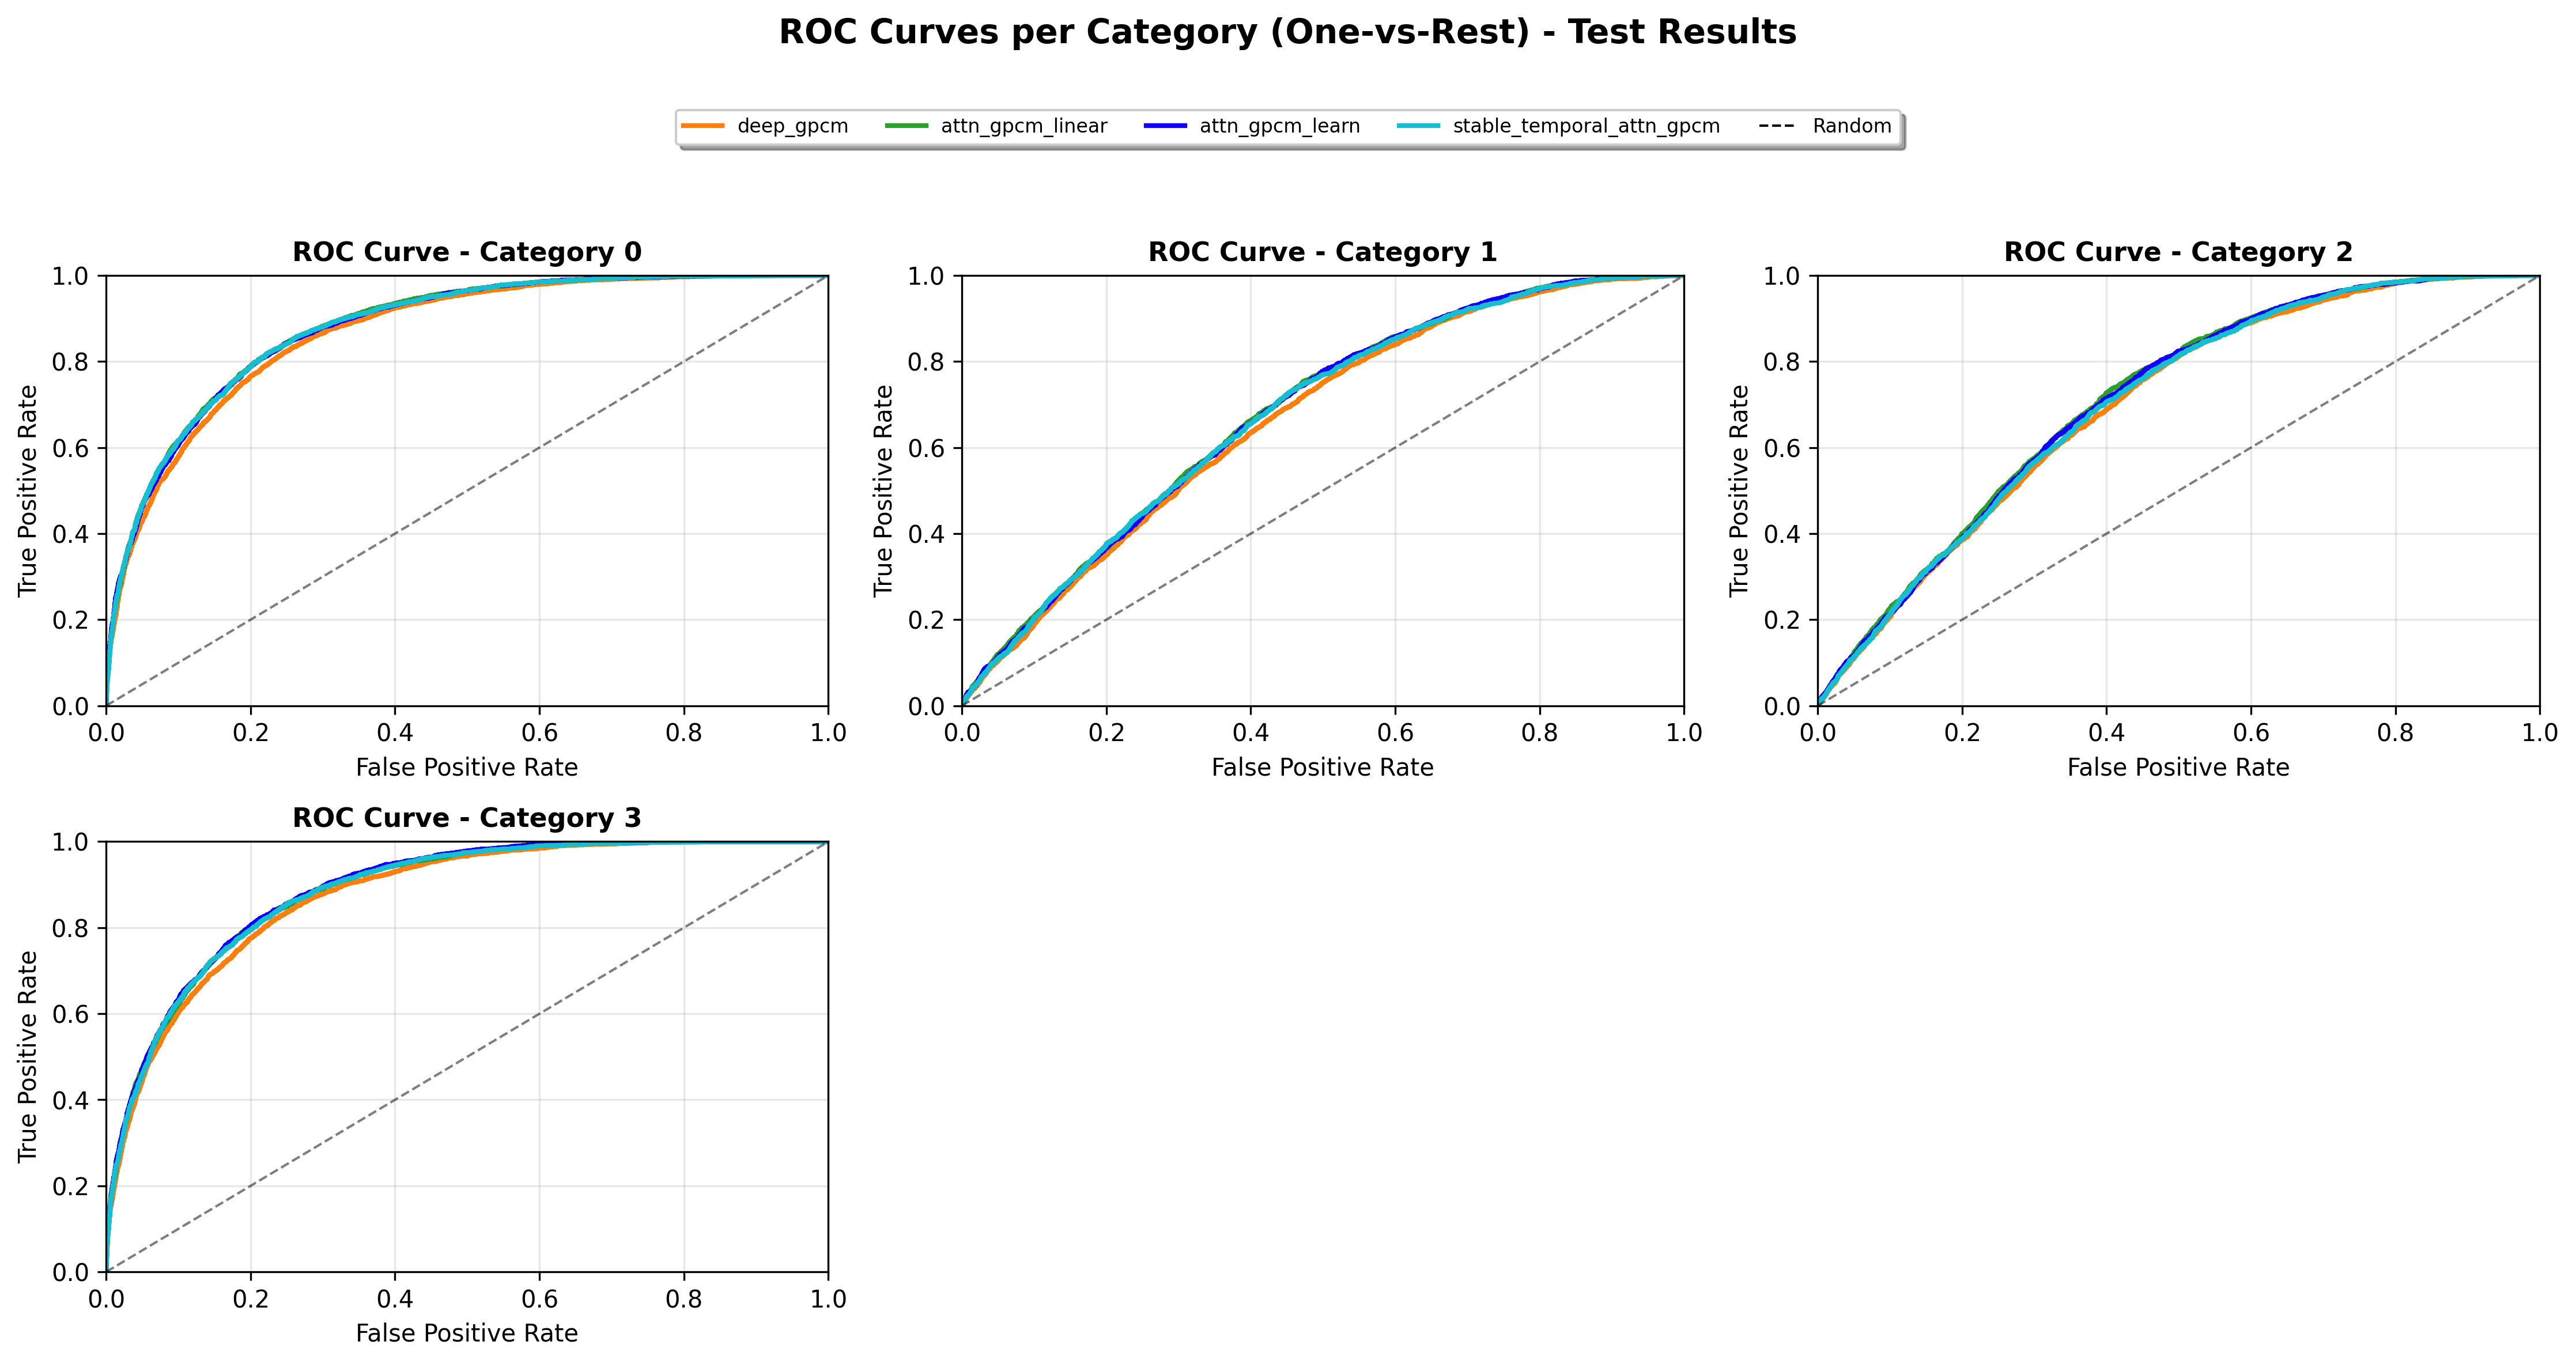 ROC Curves per Category (One-vs-Rest) - Test Results
deep_gpcm attn_gpcm_linear attn_gpcm_learn stable_temporal_attn_gpcm Random
ROC Curve - Category 0
True Positive Rate
1.0
0.8
0.6
0.4
0.2
0.0
0.0 0.2 0.4 0.6 0.8 1.0
False Positive Rate
ROC Curve - Category 1
True Positive Rate
1.0
0.8
0.6
0.4
0.2
0.0
0.0 0.2 0.4 0.6 0.8 1.0
False Positive Rate
ROC Curve - Category 2
True Positive Rate
1.0
0.8
0.6
0.4
0.2
0.0
0.0 0.2 0.4 0.6 0.8 1.0
False Positive Rate
ROC Curve - Category 3
True Positive Rate
1.0
0.8
0.6
0.4
0.2
0.0
0.0 0.2 0.4 0.6 0.8 1.0
False Positive Rate